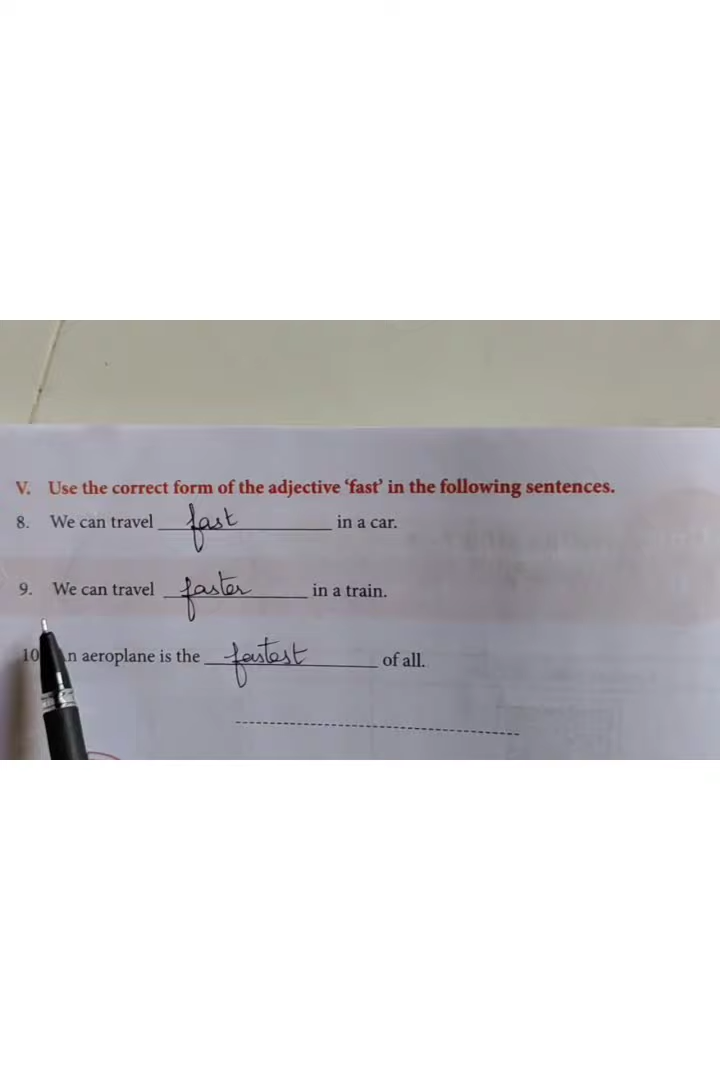 V. Use the correct form of the adjective ‘fast’ in the following sentences.
8. We can travel fast in a car.
9. We can travel faster in a train.
10 An aeroplane is the fastest of all.